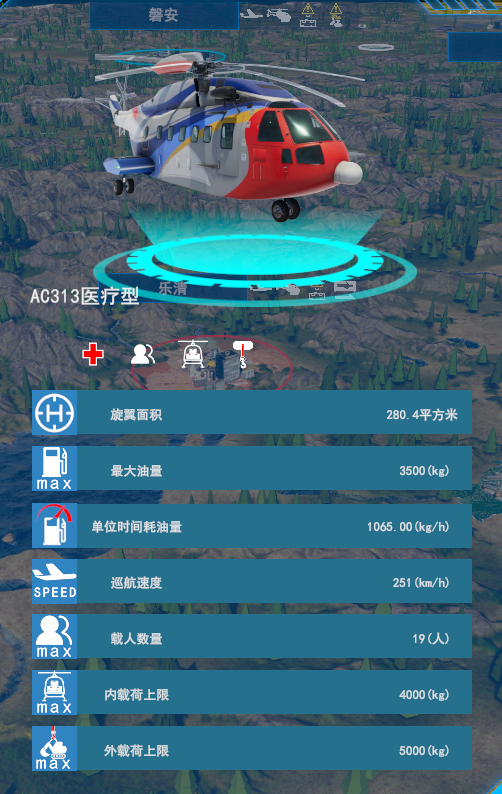 磐安
乐清
AC313医疗型
旋翼面积 280.4平方米
max 最大油量 3500(kg)
单位时间耗油量 1065.00(kg/h)
SPEED 巡航速度 251(km/h)
max 载人数量 19(人)
max 内载荷上限 4000(kg)
max 外载荷上限 5000(kg)